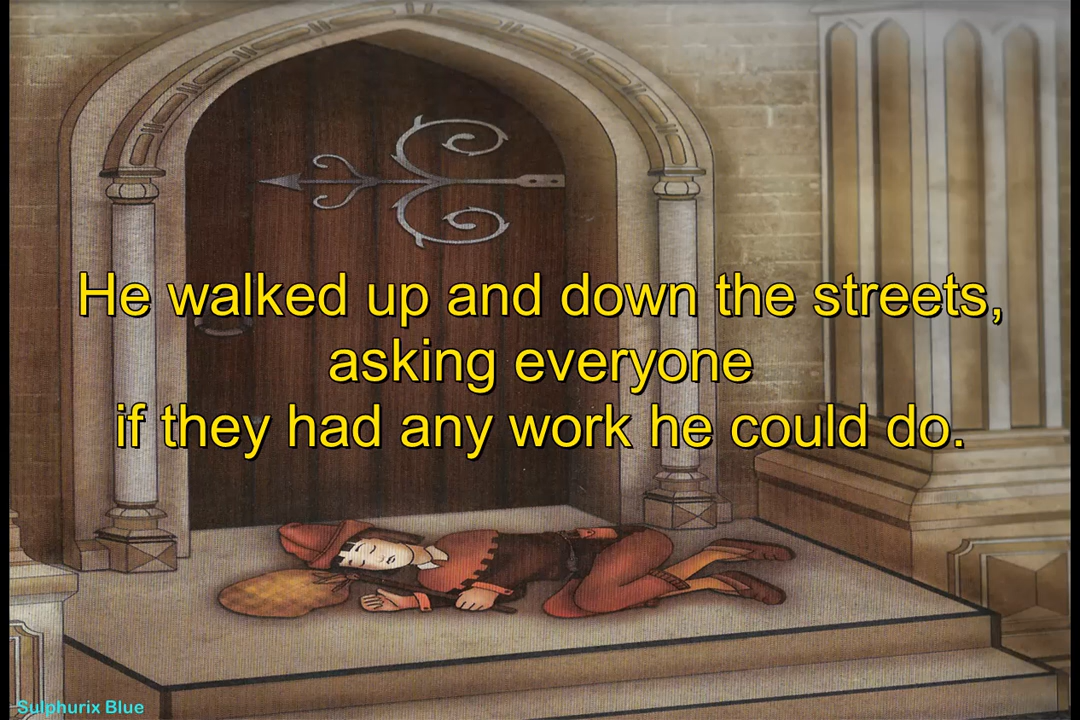 He walked up and down the streets,
asking everyone
if they had any work he could do.
Sulphurix Blue